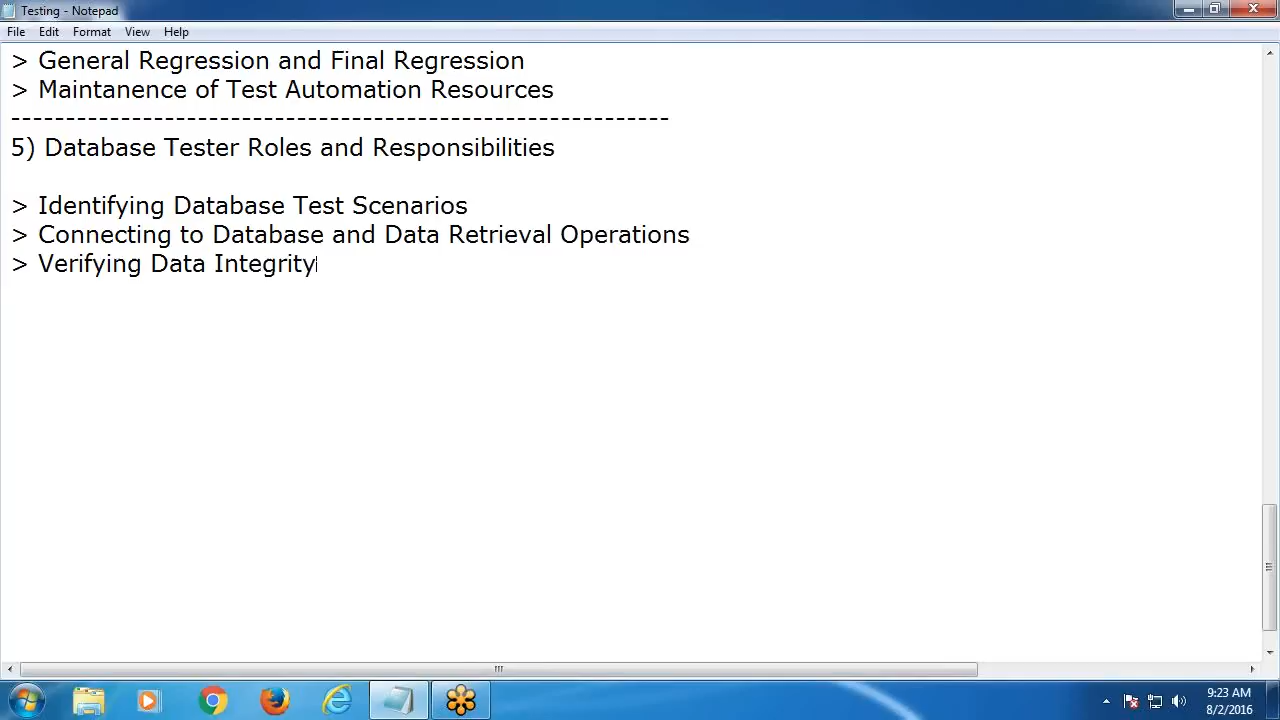 Testing - Notepad
File Edit Format View Help
> General Regression and Final Regression
> Maintanence of Test Automation Resources
------------------------------------------------------------
5) Database Tester Roles and Responsibilities
> Identifying Database Test Scenarios
> Connecting to Database and Data Retrieval Operations
> Verifying Data Integrity
9:23 AM
8/2/2016